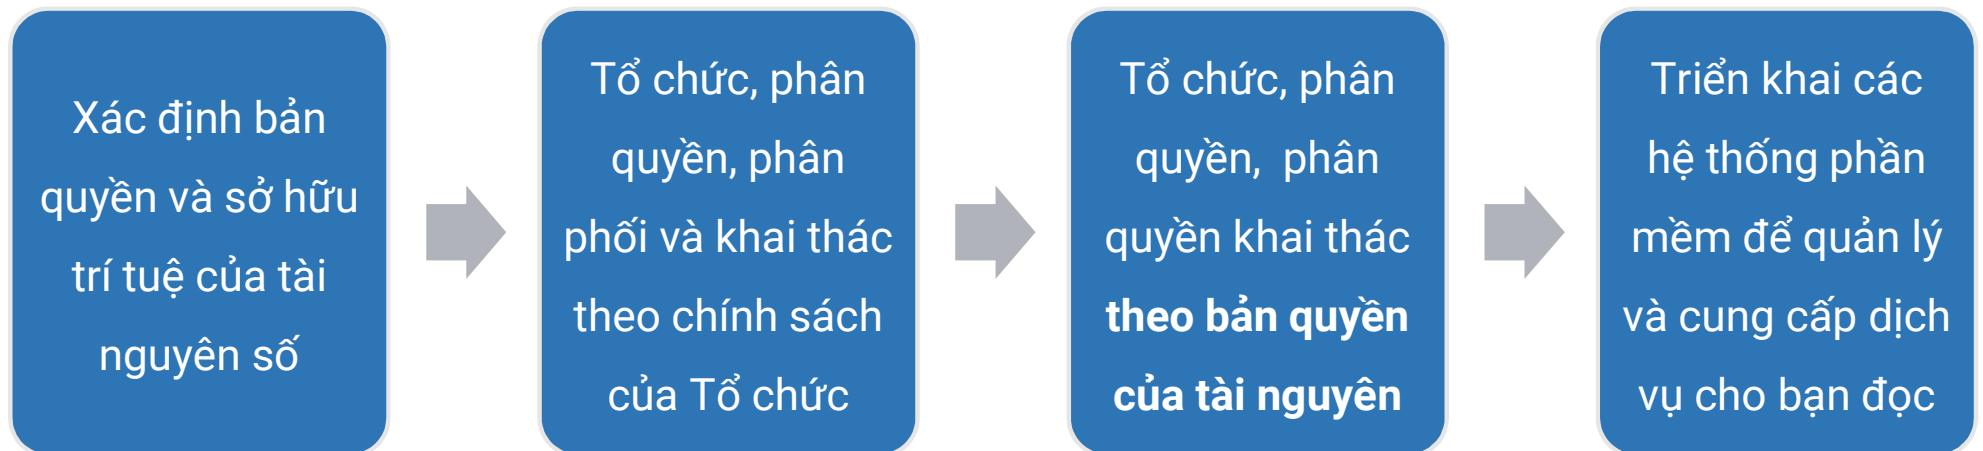 Xác định bản
quyền và sở hữu
trí tuệ của tài
nguyên số
Tổ chức, phân
quyền, phân
phối và khai thác
theo chính sách
của Tổ chức
Tổ chức, phân
quyền, phân
quyền khai thác
theo bản quyền
của tài nguyên
Triển khai các
hệ thống phần
mềm để quản lý
và cung cấp dịch
vụ cho bạn đọc